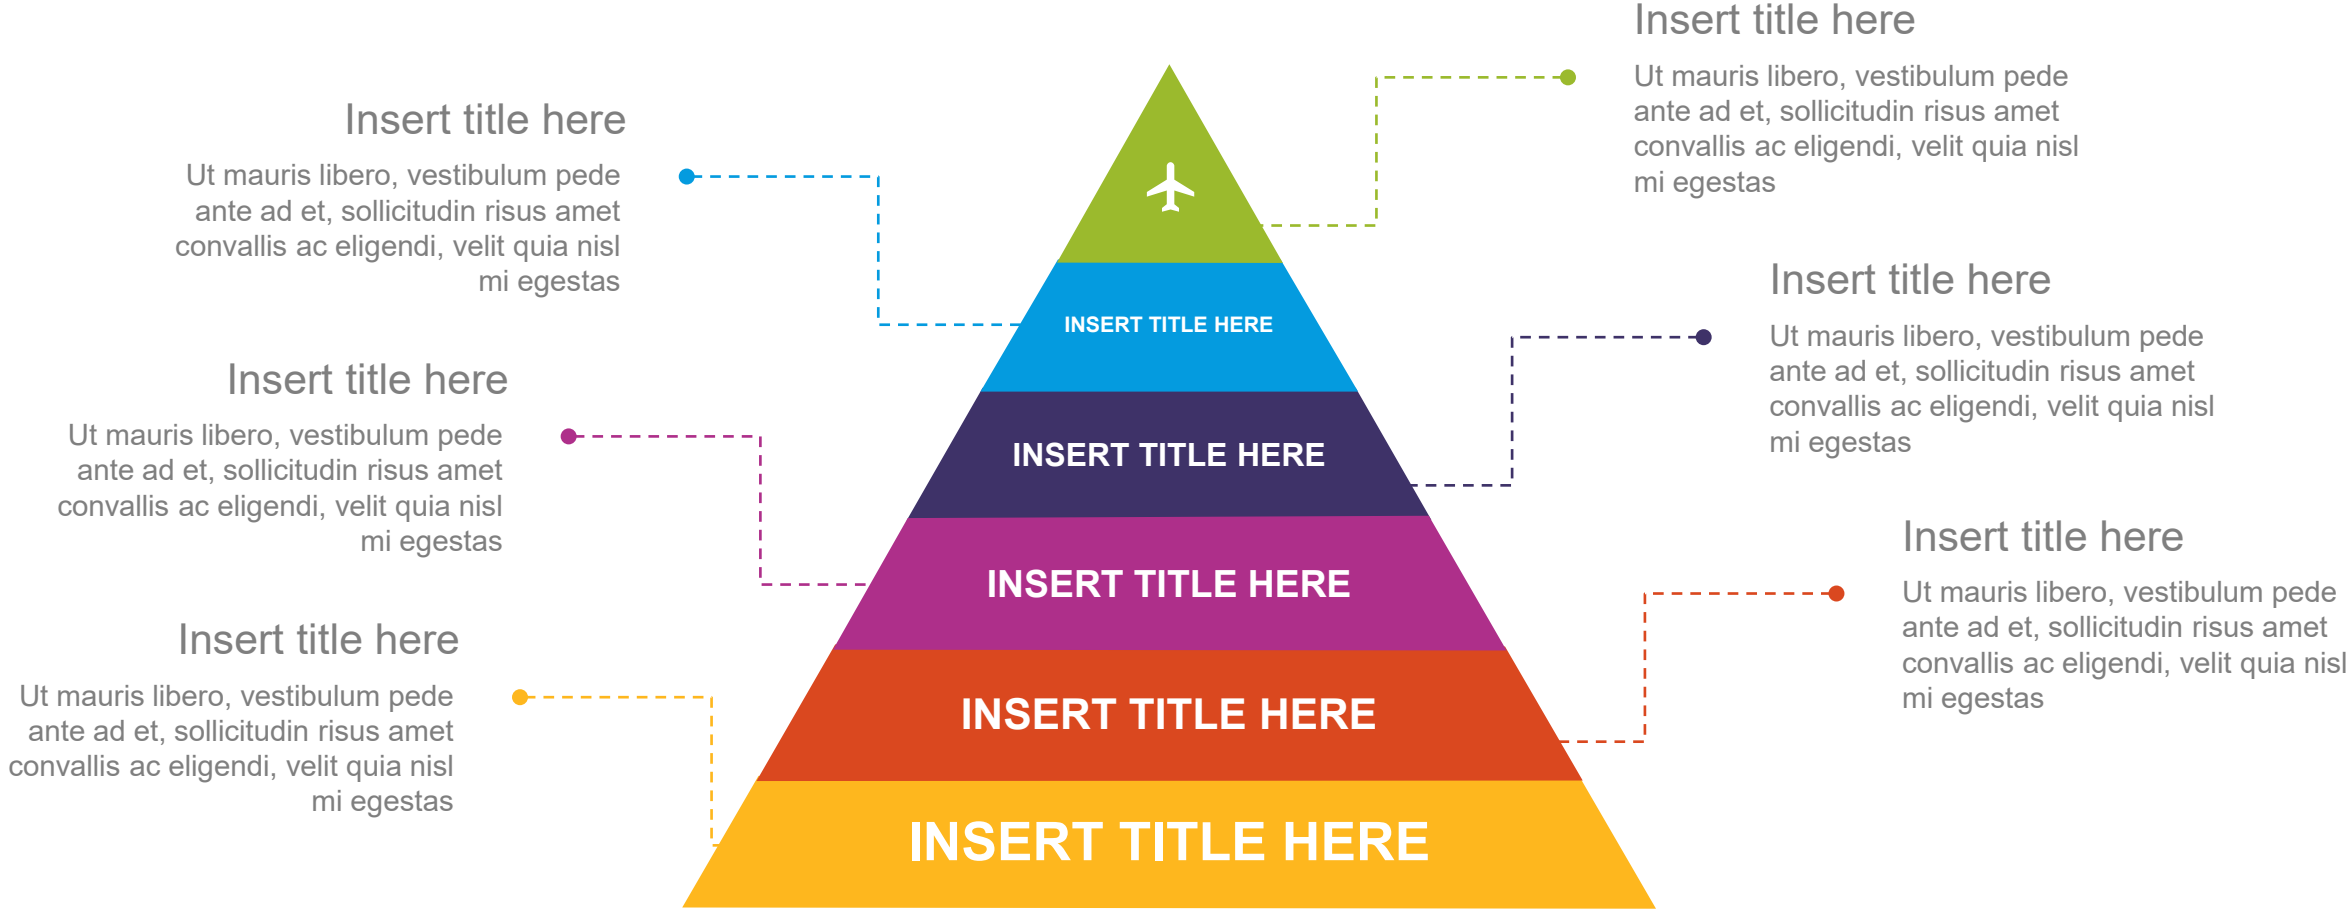 Insert title here
Ut mauris libero, vestibulum pede
ante ad et, sollicitudin risus amet
convallis ac eligendi, velit quia nisl
mi egestas
Insert title here
Ut mauris libero, vestibulum pede
ante ad et, sollicitudin risus amet
convallis ac eligendi, velit quia nisl
mi egestas
Insert title here
Ut mauris libero, vestibulum pede
ante ad et, sollicitudin risus amet
convallis ac eligendi, velit quia nisl
mi egestas
INSERT TITLE HERE
INSERT TITLE HERE
INSERT TITLE HERE
INSERT TITLE HERE
INSERT TITLE HERE
Insert title here
Ut mauris libero, vestibulum pede
ante ad et, sollicitudin risus amet
convallis ac eligendi, velit quia nisl
mi egestas
Insert title here
Ut mauris libero, vestibulum pede
ante ad et, sollicitudin risus amet
convallis ac eligendi, velit quia nisl
mi egestas
Insert title here
Ut mauris libero, vestibulum pede
ante ad et, sollicitudin risus amet
convallis ac eligendi, velit quia nisl
mi egestas